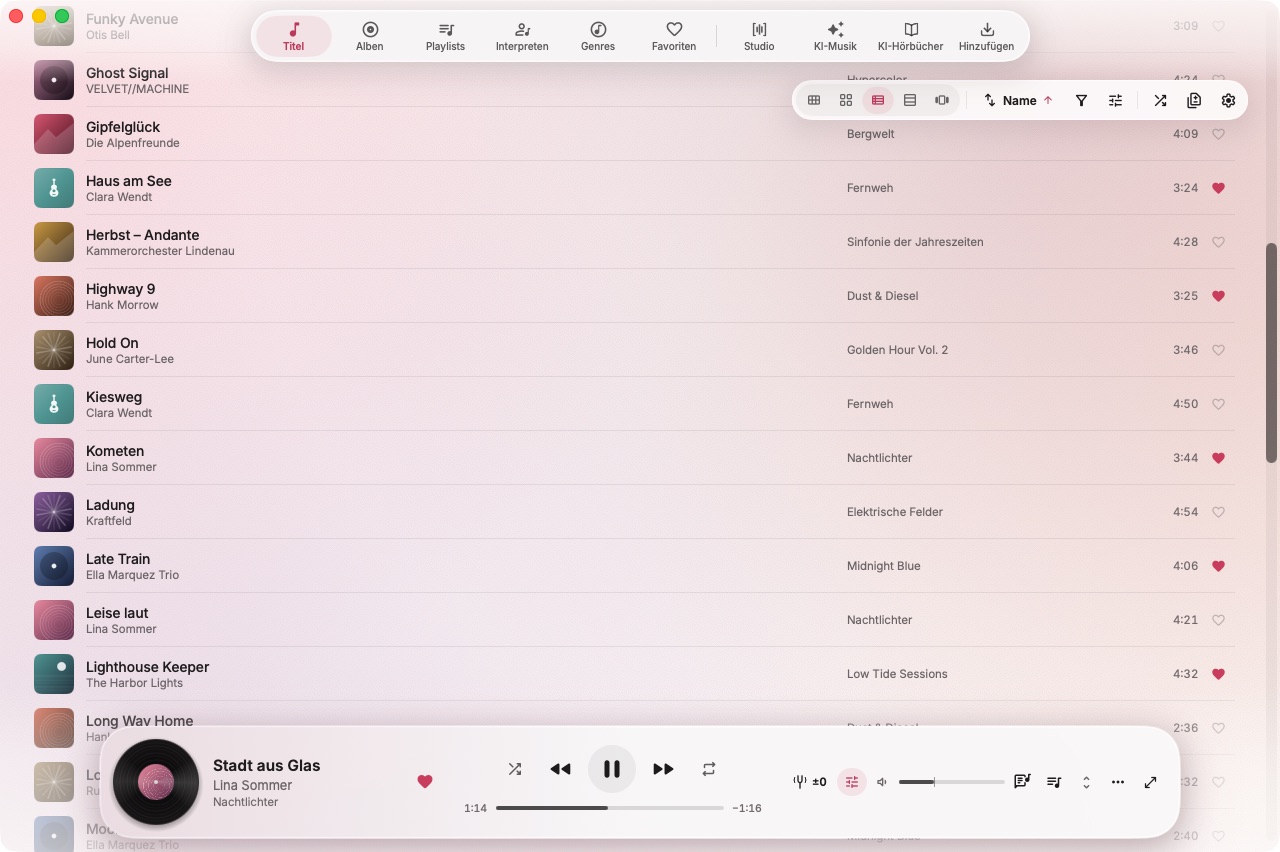 Titel
Alben
Playlists
Interpreten
Genres
Favoriten
Studio
KI-Musik
KI-Hörbücher
Hinzufügen
Name
Funky Avenue
Otis Bell
3:09
Ghost Signal
VELVET//MACHINE
Hypercolor
4:24
Gipfelglück
Die Alpenfreunde
Bergwelt
4:09
Haus am See
Clara Wendt
Fernweh
3:24
Herbst – Andante
Kammerorchester Lindenau
Sinfonie der Jahreszeiten
4:28
Highway 9
Hank Morrow
Dust & Diesel
3:25
Hold On
June Carter-Lee
Golden Hour Vol. 2
3:46
Kiesweg
Clara Wendt
Fernweh
4:50
Kometen
Lina Sommer
Nachtlichter
3:44
Ladung
Kraftfeld
Elektrische Felder
4:54
Late Train
Ella Marquez Trio
Midnight Blue
4:06
Leise laut
Lina Sommer
Nachtlichter
4:21
Lighthouse Keeper
The Harbor Lights
Low Tide Sessions
4:32
Long Way Home
Dust & Diesel
2:36
Midnight Blue
2:40
Ella Marquez Trio
Stadt aus Glas
Lina Sommer
Nachtlichter
1:14
−1:16
±0